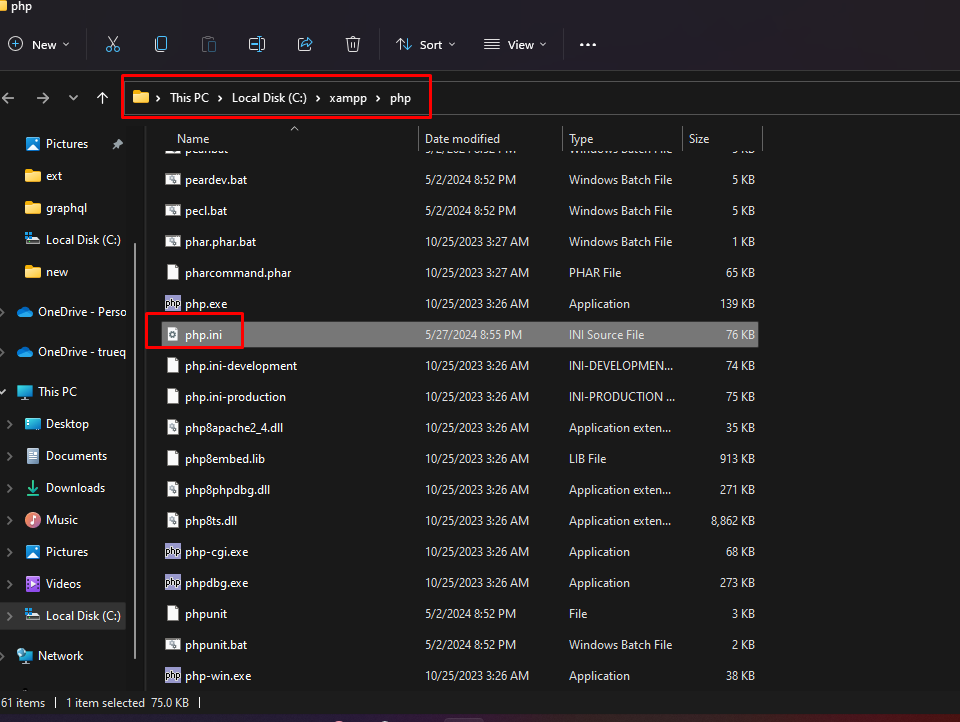 php
New
Sort
View
This PC > Local Disk (C:) > xampp > php
Name Date modified Type Size
Pictures
ext
graphql
Local Disk (C:)
new
OneDrive - Perso
OneDrive - trueq
This PC
Desktop
Documents
Downloads
Music
Pictures
Videos
Local Disk (C:)
Network
peardev.bat 5/2/2024 8:52 PM Windows Batch File 5 KB
pecl.bat 5/2/2024 8:52 PM Windows Batch File 5 KB
phar.phar.bat 10/25/2023 3:27 AM Windows Batch File 1 KB
pharcommand.phar 10/25/2023 3:27 AM PHAR File 65 KB
php php.exe 10/25/2023 3:26 AM Application 139 KB
php.ini 5/27/2024 8:55 PM INI Source File 76 KB
php.ini-development 10/25/2023 3:26 AM INI-DEVELOPMEN... 74 KB
php.ini-production 10/25/2023 3:26 AM INI-PRODUCTION ... 75 KB
php8apache2_4.dll 10/25/2023 3:26 AM Application exten... 35 KB
php8embed.lib 10/25/2023 3:26 AM LIB File 913 KB
php8phpdbg.dll 10/25/2023 3:26 AM Application exten... 271 KB
php8ts.dll 10/25/2023 3:26 AM Application exten... 8,862 KB
php php-cgi.exe 10/25/2023 3:26 AM Application 68 KB
php phpdbg.exe 10/25/2023 3:26 AM Application 273 KB
phpunit 5/2/2024 8:52 PM File 3 KB
phpunit.bat 5/2/2024 8:52 PM Windows Batch File 2 KB
php php-win.exe 10/25/2023 3:26 AM Application 38 KB
61 items | 1 item selected 75.0 KB |